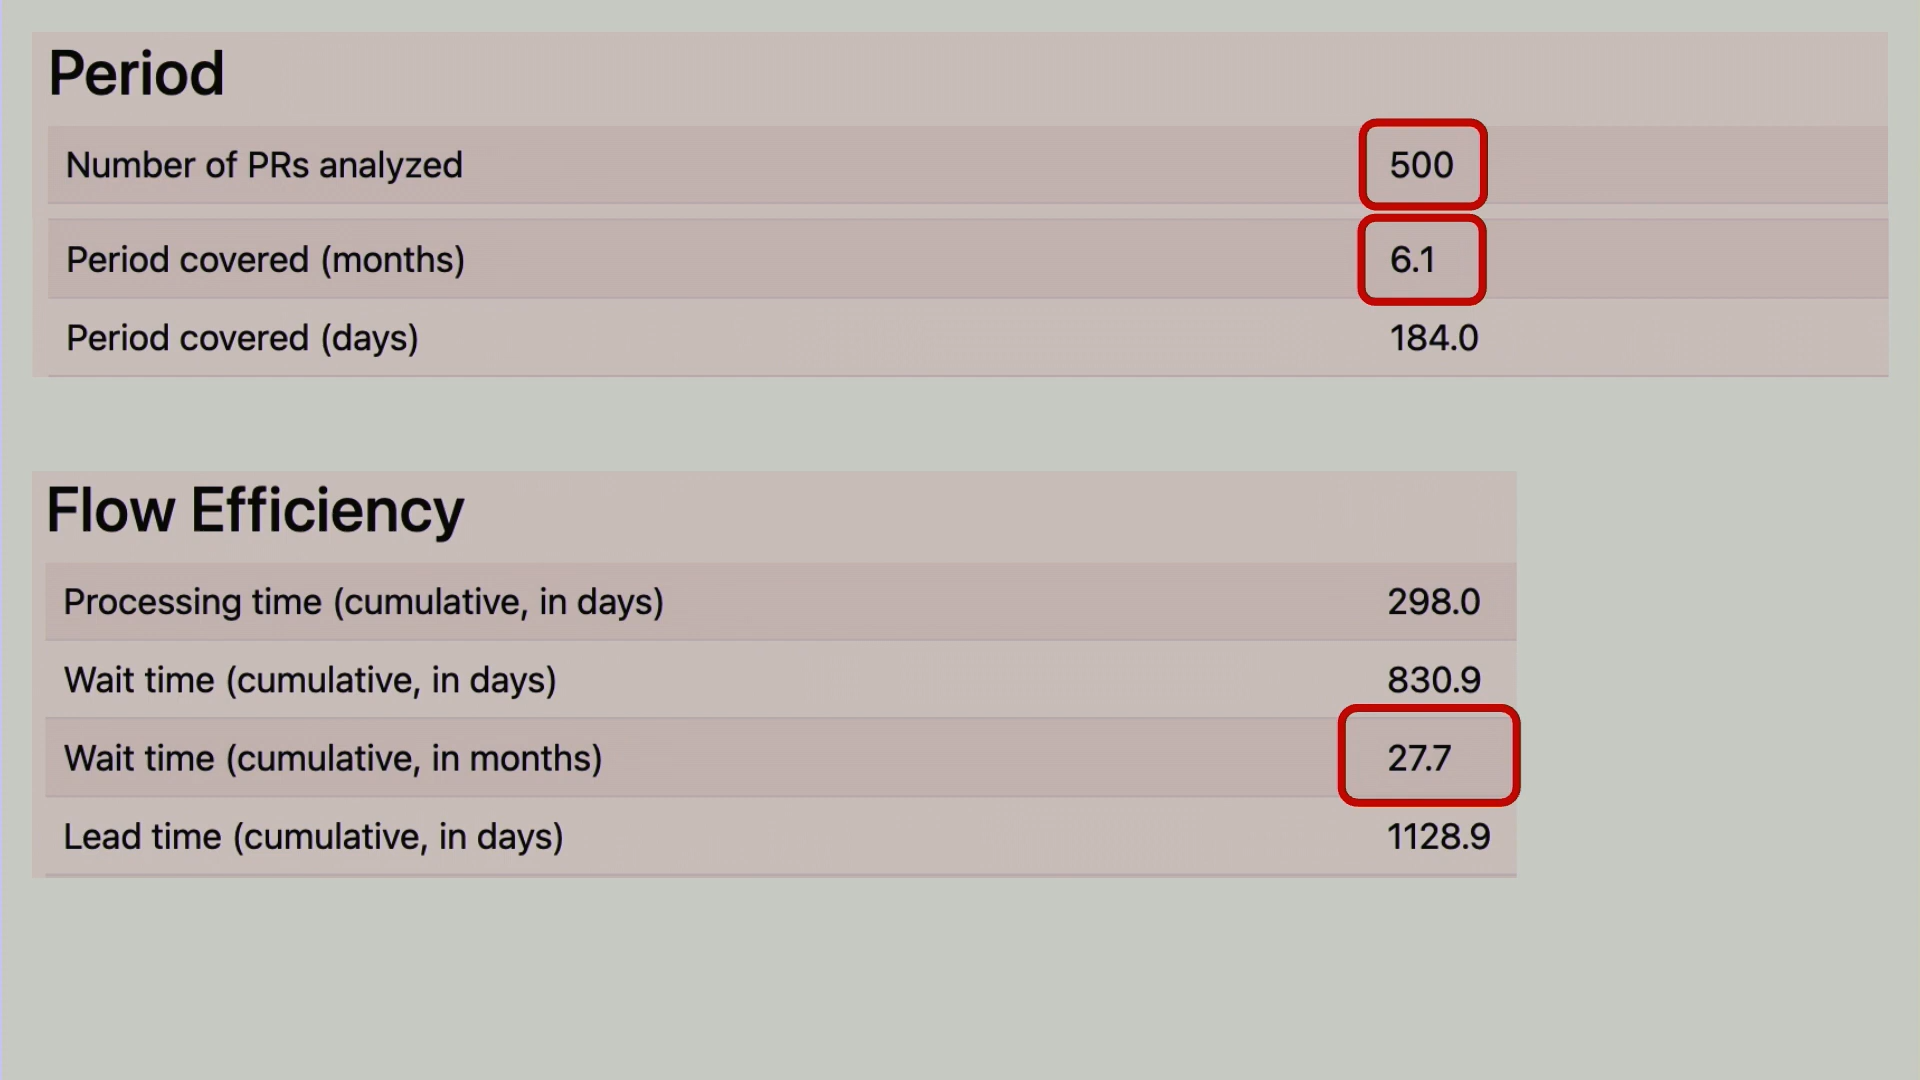 Period
Number of PRs analyzed 500
Period covered (months) 6.1
Period covered (days) 184.0
Flow Efficiency
Processing time (cumulative, in days) 298.0
Wait time (cumulative, in days) 830.9
Wait time (cumulative, in months) 27.7
Lead time (cumulative, in days) 1128.9